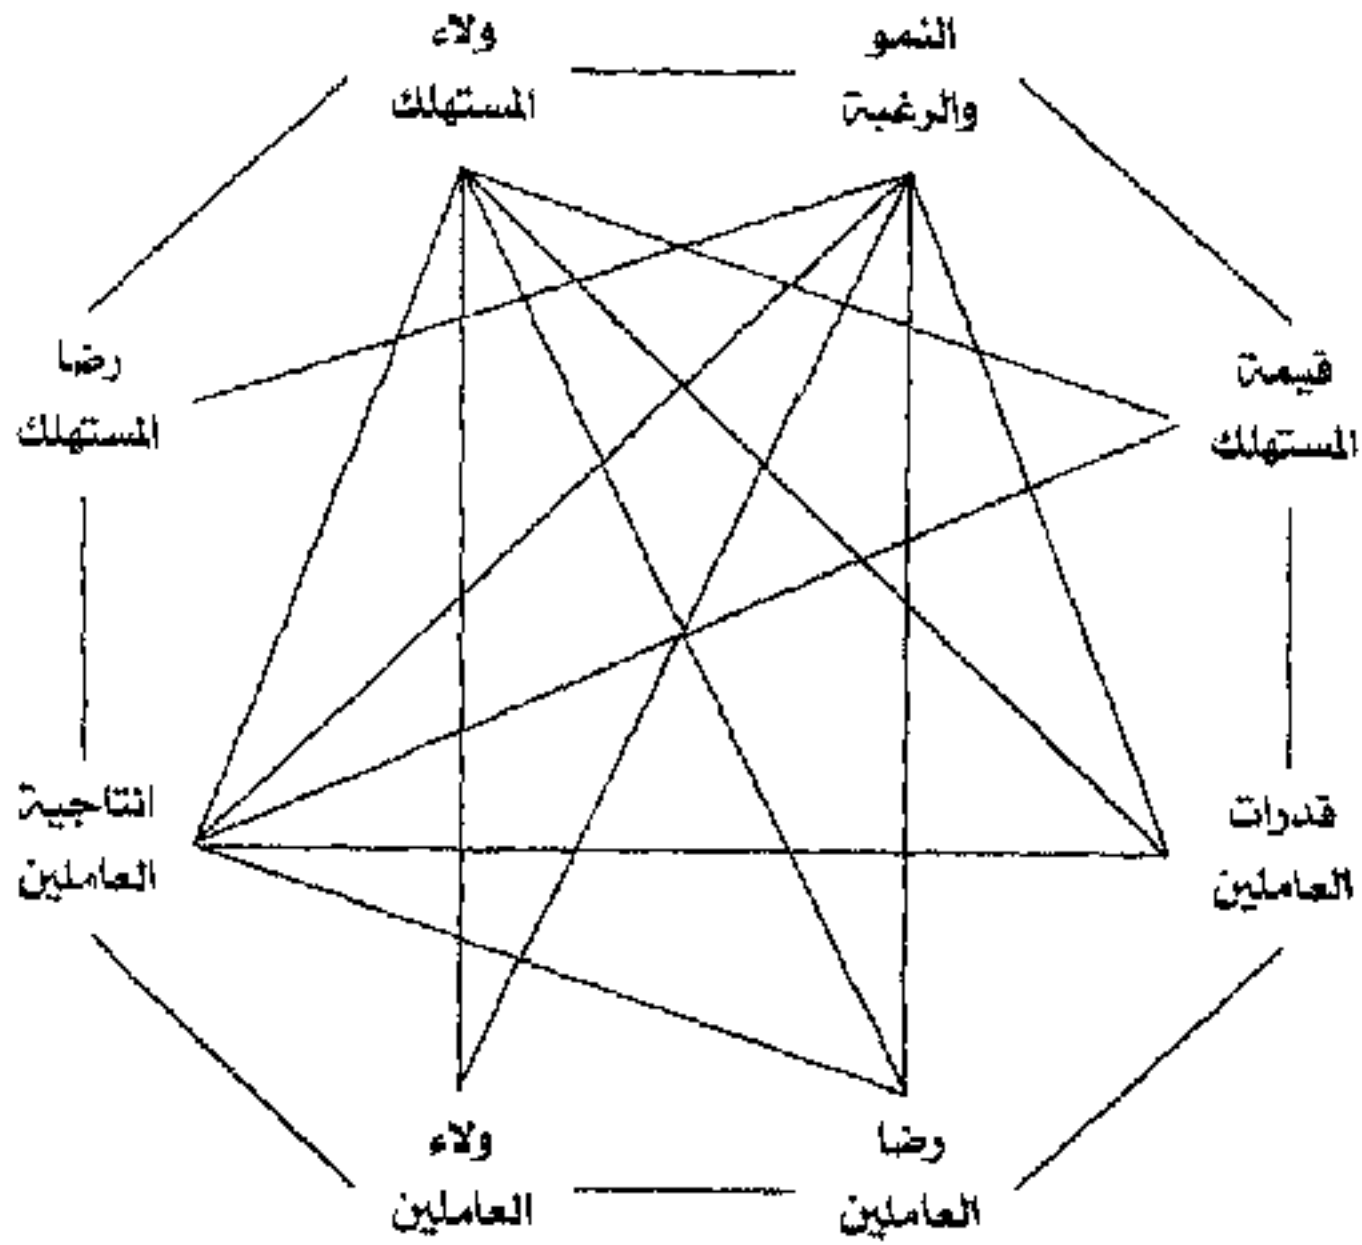 النمو
والرغبة
ولاء
المستهلك
قيمة
المستهلك
رضا
المستهلك
قدرات
العاملين
انتاجية
العاملين
رضا
العاملين
ولاء
العاملين